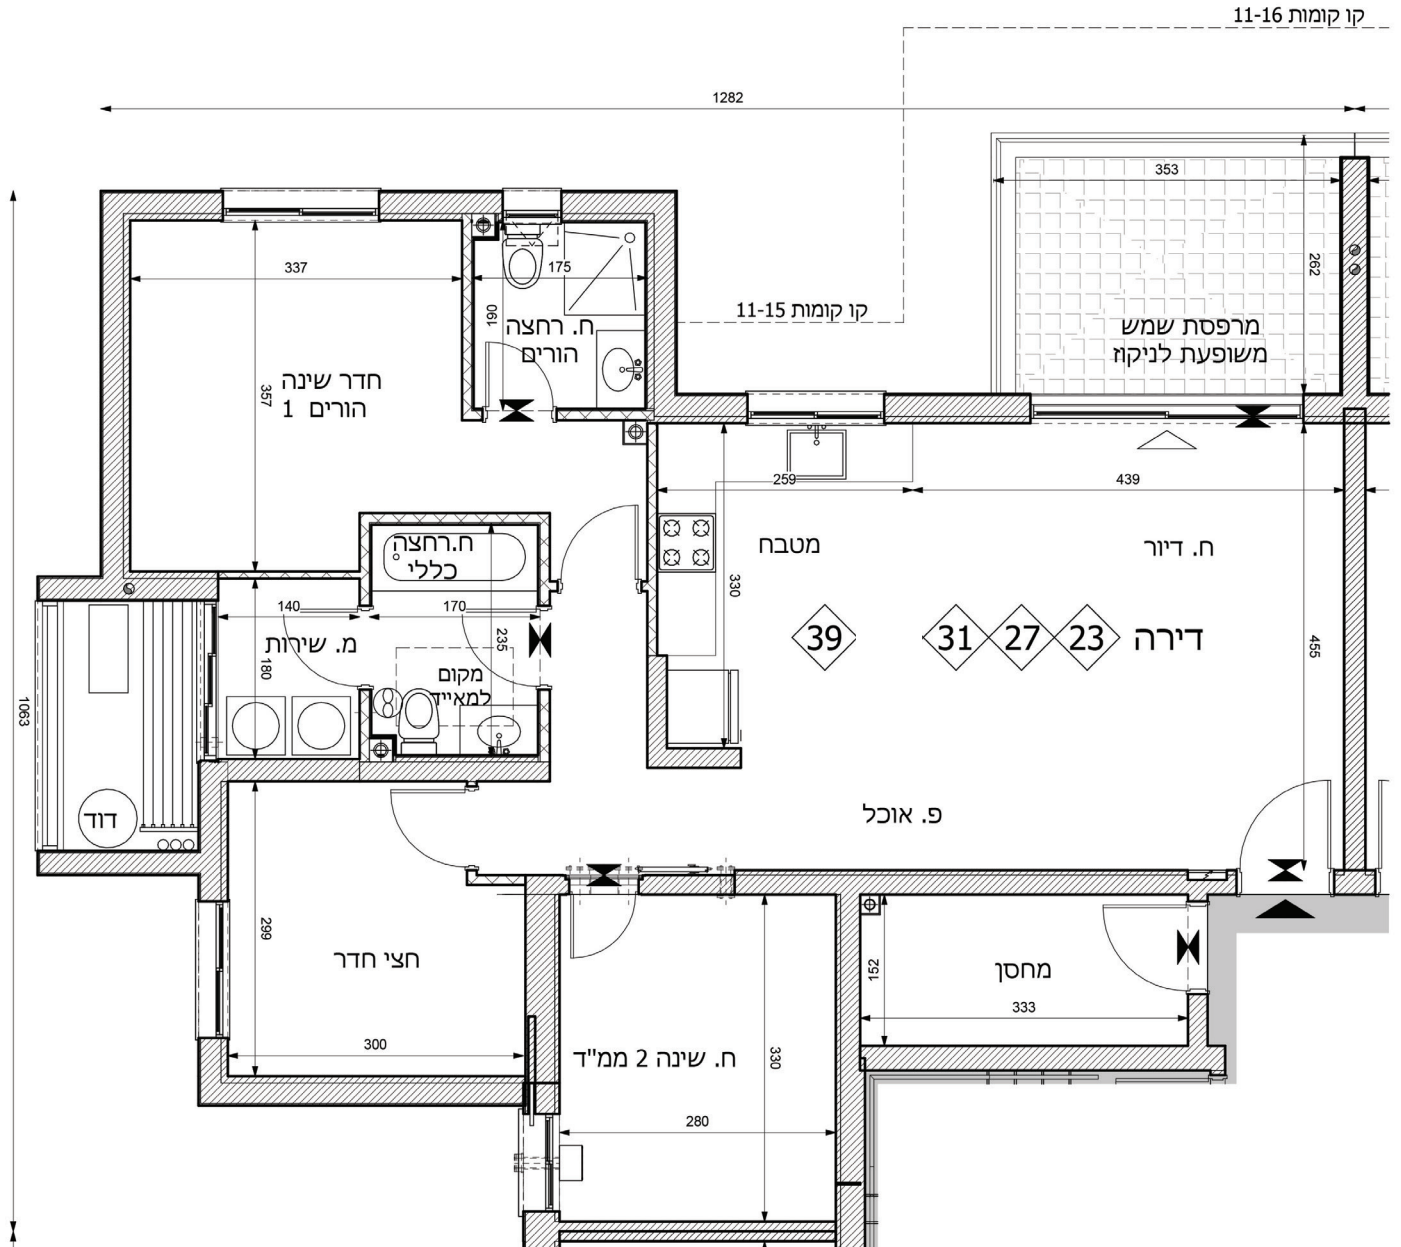 קו קומות 11-16
1282
353
262
337
175
190
ח. רחצה
הורים
קו קומות 11-15
מרפסת שמש
משופעת לניקוז
חדר שינה
הורים 1
357
259
439
ח.רחצה
כללי
מטבח
ח. דיור
330
140
170
235
מ. שירות
180
מקום
למאייד
דירה 23 27 31 39
455
1063
דוד
פ. אוכל
299
חצי חדר
300
152
מחסן
333
ח. שינה 2 ממ"ד
330
280